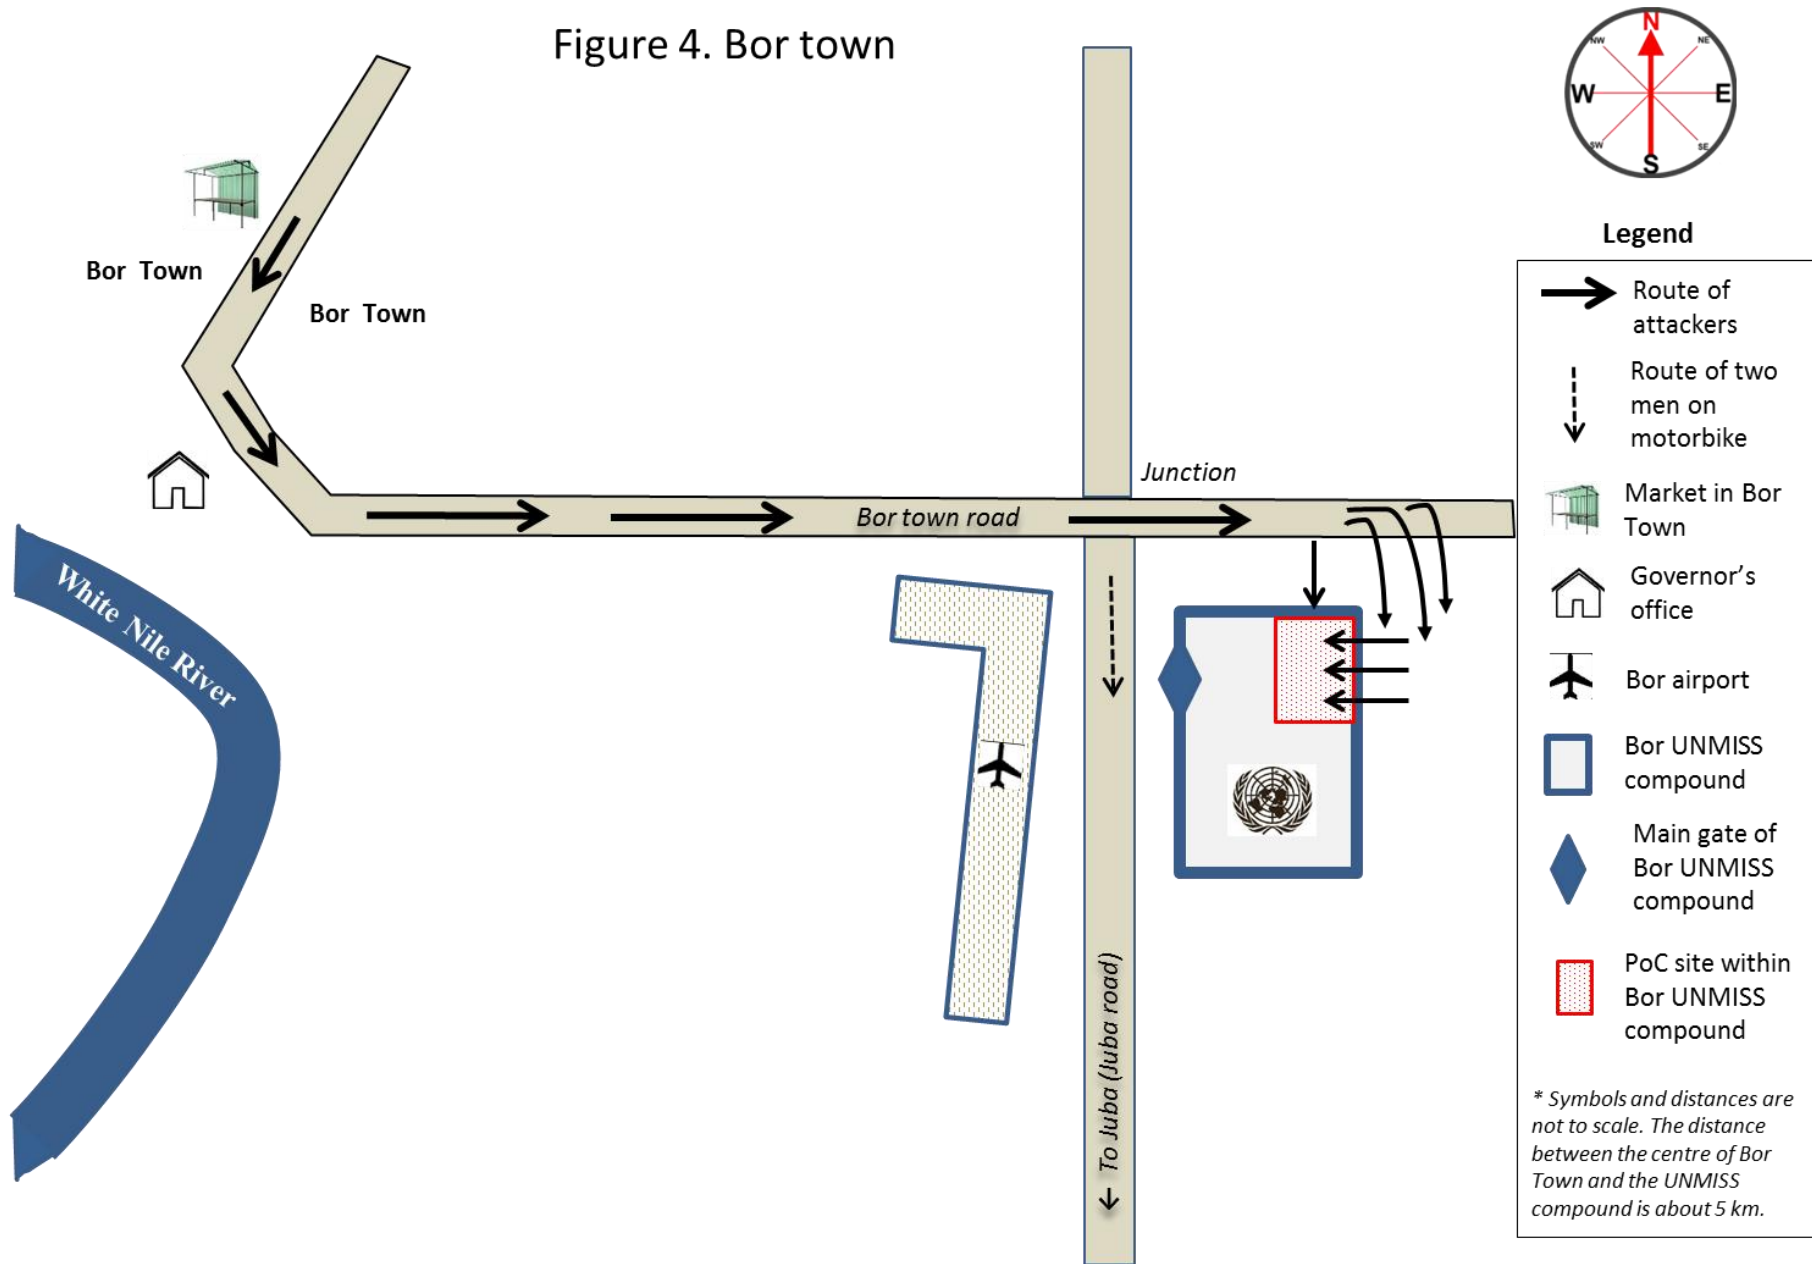 Figure 4. Bor town
N
NW
NE
W
E
SW
SE
S
Bor Town
Bor Town
Junction
Bor town road
White Nile River
To Juba (Juba road)
Legend
Route of
attackers
Route of two
men on
motorbike
Market in Bor
Town
Governor’s
office
Bor airport
Bor UNMISS
compound
Main gate of
Bor UNMISS
compound
PoC site within
Bor UNMISS
compound
* Symbols and distances are
not to scale. The distance
between the centre of Bor
Town and the UNMISS
compound is about 5 km.